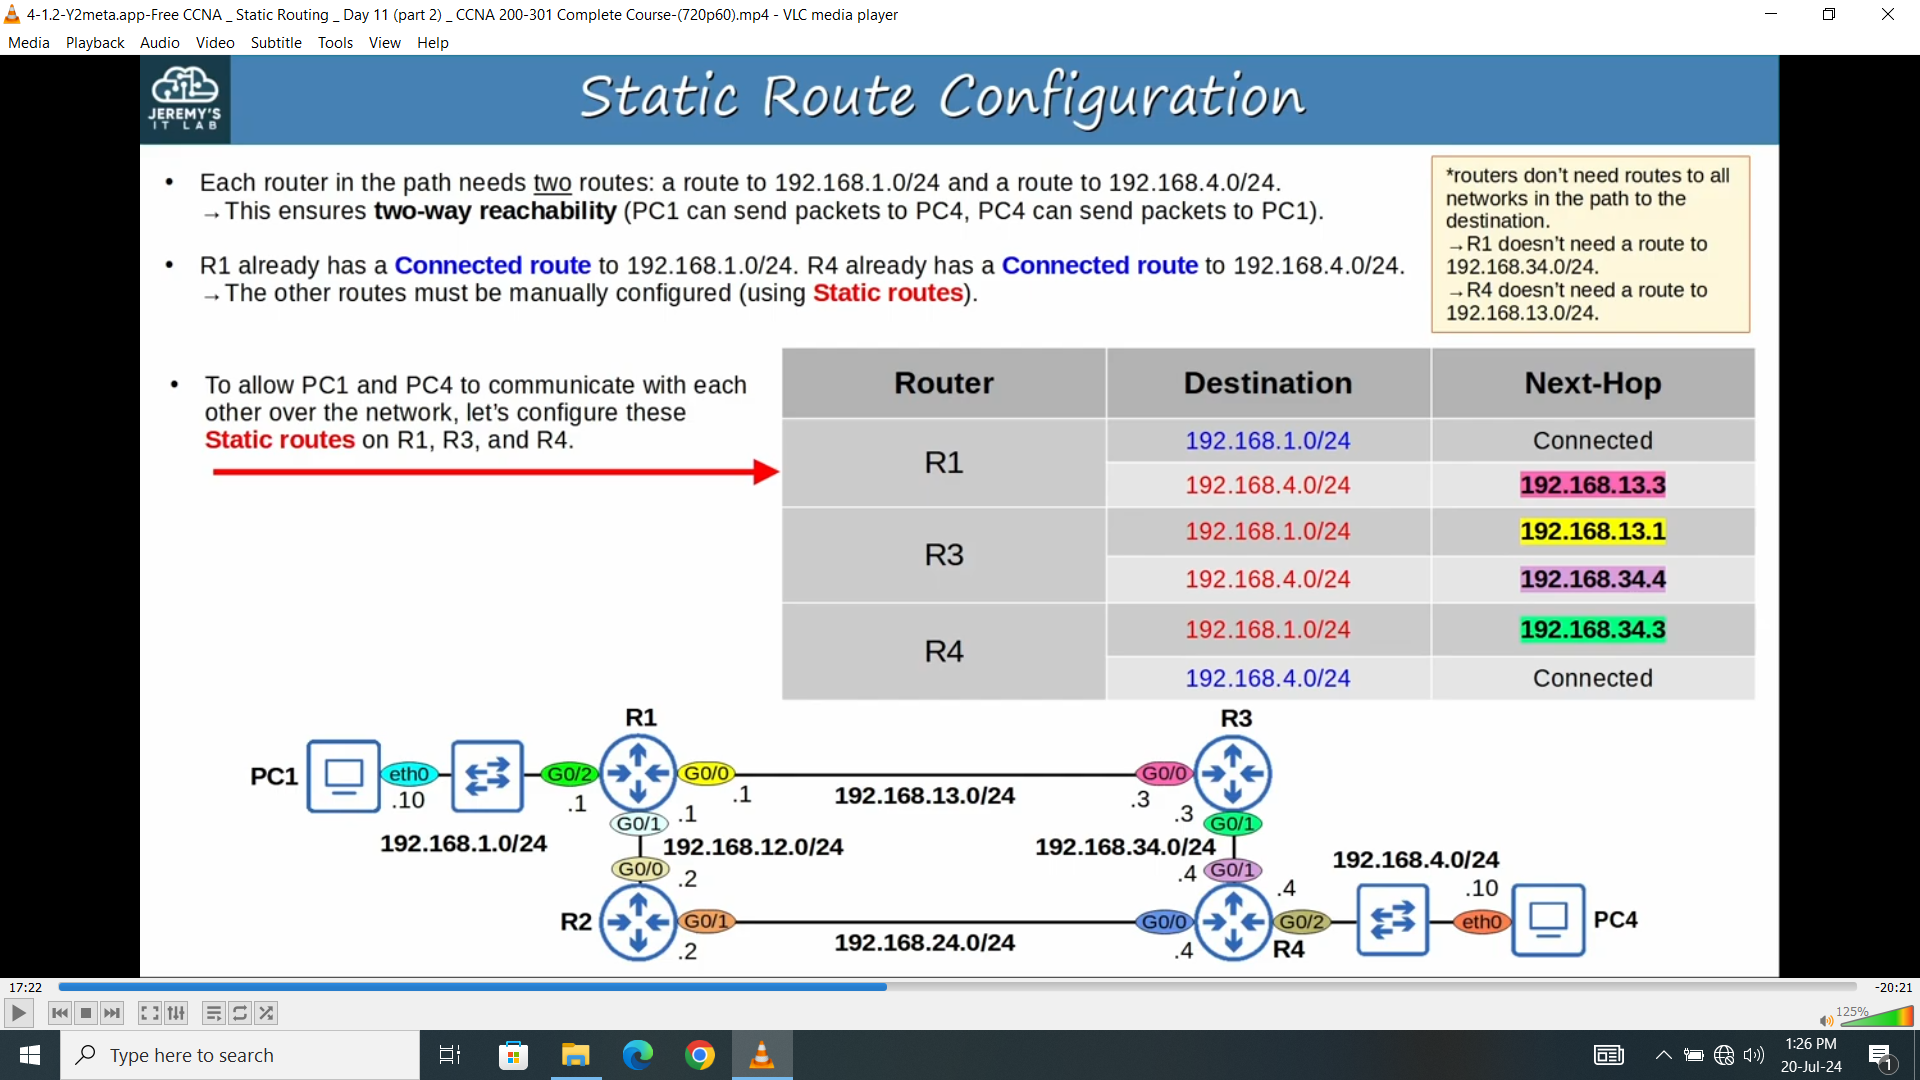 4-1.2-Y2meta.app-Free CCNA _ Static Routing _ Day 11 (part 2) _ CCNA 200-301 Complete Course-(720p60).mp4 - VLC media player
Media Playback Audio Video Subtitle Tools View Help
JEREMY'S
IT LAB
Static Route Configuration
• Each router in the path needs two routes: a route to 192.168.1.0/24 and a route to 192.168.4.0/24.
→This ensures two-way reachability (PC1 can send packets to PC4, PC4 can send packets to PC1).
• R1 already has a Connected route to 192.168.1.0/24. R4 already has a Connected route to 192.168.4.0/24.
→The other routes must be manually configured (using Static routes).
*routers don't need routes to all
networks in the path to the
destination.
→R1 doesn't need a route to
192.168.34.0/24.
→R4 doesn't need a route to
192.168.13.0/24.
• To allow PC1 and PC4 to communicate with each
other over the network, let's configure these
Static routes on R1, R3, and R4.
Router Destination Next-Hop
R1
192.168.1.0/24 Connected
192.168.4.0/24 192.168.13.3
R3
192.168.1.0/24 192.168.13.1
192.168.4.0/24 192.168.34.4
R4
192.168.1.0/24 192.168.34.3
192.168.4.0/24 Connected
R1 R3
PC1 eth0 G0/2 G0/0 G0/0
.10 .1 .1 .3
192.168.13.0/24
G0/1 .1 .3 G0/1
192.168.1.0/24 192.168.12.0/24 192.168.34.0/24 192.168.4.0/24
G0/0 .2 .4 G0/1 .4 .10
R2 G0/1 G0/0 G0/2 eth0 PC4
192.168.24.0/24
.2 .4 R4
17:22 -20:21
125%
Type here to search
1:26 PM
20-Jul-24
1